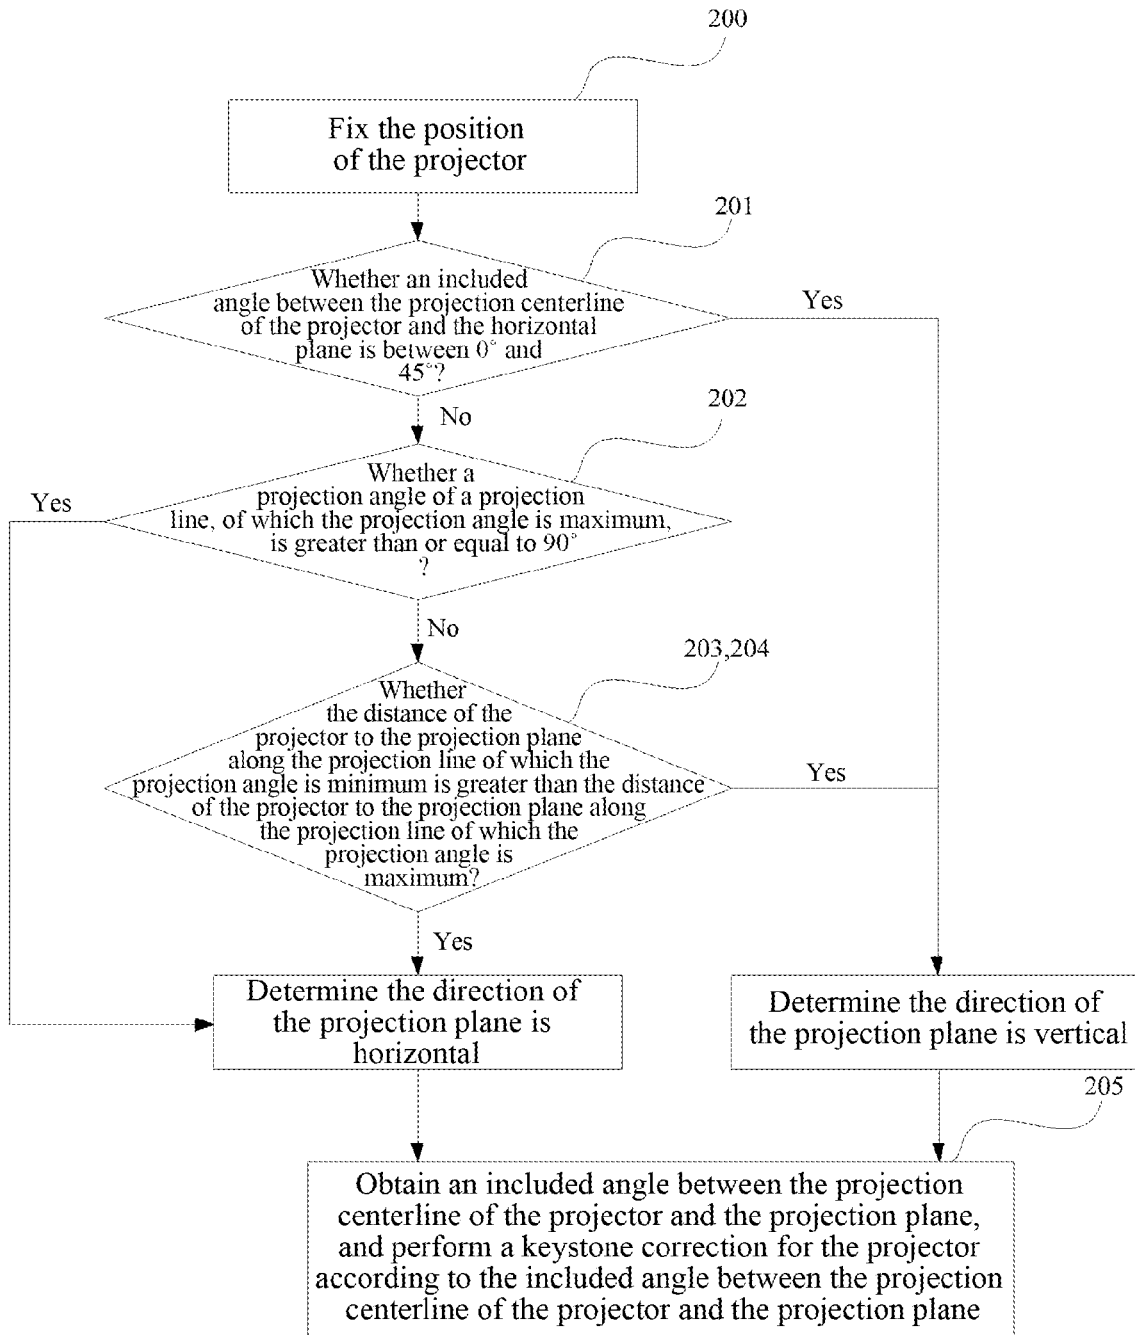 200
Fix the position
of the projector
201
Whether an included
angle between the projection centerline
of the projector and the horizontal
plane is between 0° and
45°?
Yes
No
202
Whether a
projection angle of a projection
line, of which the projection angle is maximum,
is greater than or equal to 90°
?
Yes
No
203,204
Whether
the distance of the
projector to the projection plane
along the projection line of which the
projection angle is minimum is greater than the distance
of the projector to the projection plane along
the projection line of which the
projection angle is
maximum?
Yes
Yes
Determine the direction of
the projection plane is
horizontal
Determine the direction of
the projection plane is vertical
205
Obtain an included angle between the projection
centerline of the projector and the projection plane,
and perform a keystone correction for the projector
according to the included angle between the projection
centerline of the projector and the projection plane